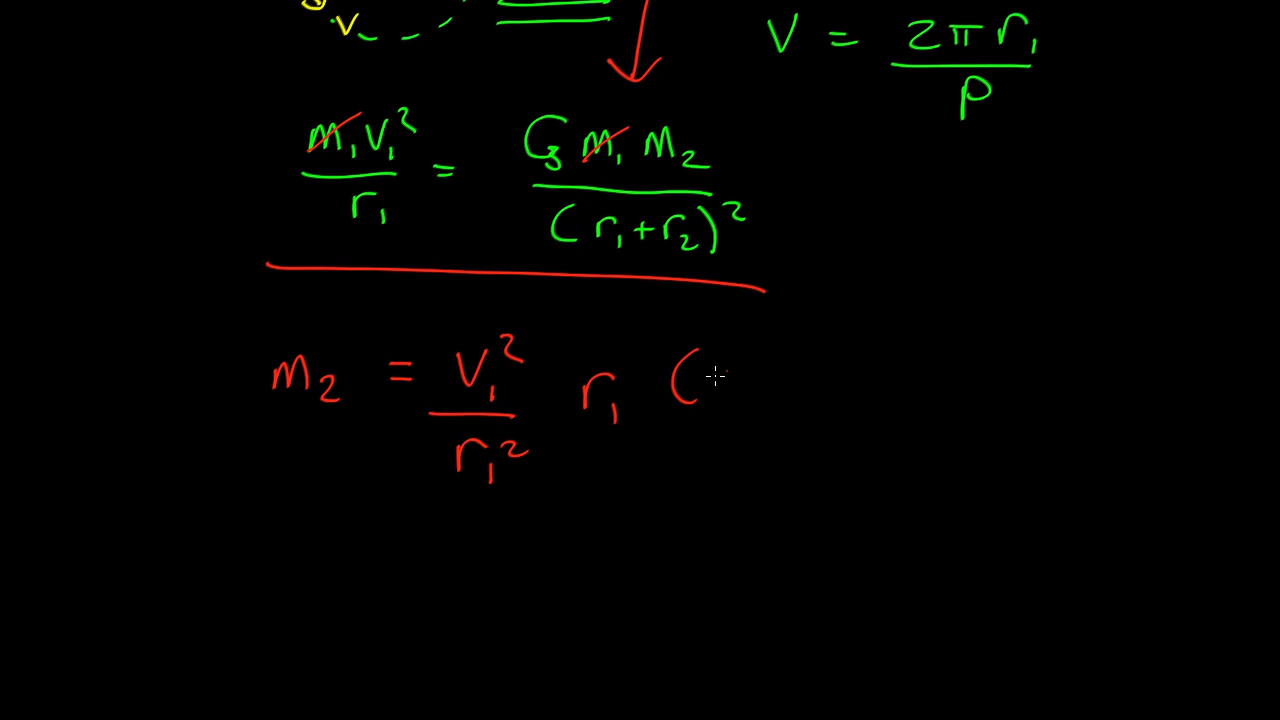 v
V = 2πr₁ / P
m₁v₁² / r₁ = G m₁ M₂ / (r₁+r₂)²
m₂ = v₁² / r₁² r₁ (